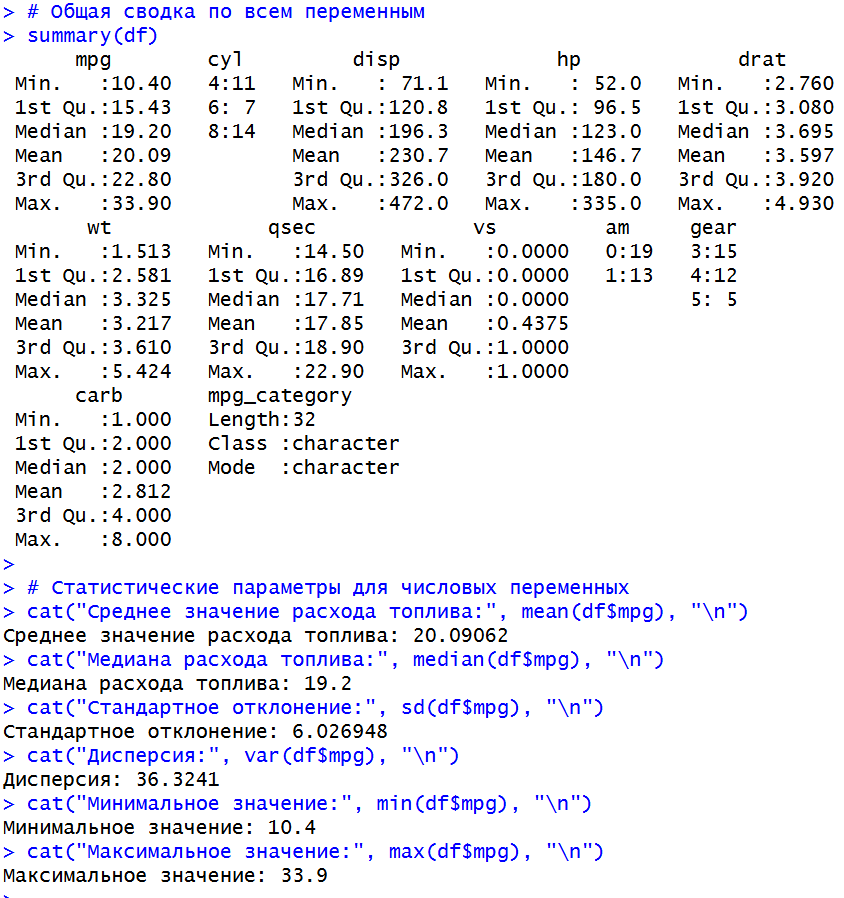 > # Общая сводка по всем переменным
> summary(df)
      mpg        cyl         disp             hp             drat
 Min.   :10.40   4:11   Min.   : 71.1   Min.   : 52.0   Min.   :2.760
 1st Qu.:15.43   6: 7   1st Qu.:120.8   1st Qu.: 96.5   1st Qu.:3.080
 Median :19.20   8:14   Median :196.3   Median :123.0   Median :3.695
 Mean   :20.09          Mean   :230.7   Mean   :146.7   Mean   :3.597
 3rd Qu.:22.80          3rd Qu.:326.0   3rd Qu.:180.0   3rd Qu.:3.920
 Max.   :33.90          Max.   :472.0   Max.   :335.0   Max.   :4.930
       wt             qsec             vs         am     gear
 Min.   :1.513   Min.   :14.50   Min.   :0.0000   0:19   3:15
 1st Qu.:2.581   1st Qu.:16.89   1st Qu.:0.0000   1:13   4:12
 Median :3.325   Median :17.71   Median :0.0000          5: 5
 Mean   :3.217   Mean   :17.85   Mean   :0.4375
 3rd Qu.:3.610   3rd Qu.:18.90   3rd Qu.:1.0000
 Max.   :5.424   Max.   :22.90   Max.   :1.0000
      carb       mpg_category
 Min.   :1.000   Length:32
 1st Qu.:2.000   Class :character
 Median :2.000   Mode  :character
 Mean   :2.812
 3rd Qu.:4.000
 Max.   :8.000
>
> # Статистические параметры для числовых переменных
> cat("Среднее значение расхода топлива:", mean(df$mpg), "\n")
Среднее значение расхода топлива: 20.09062
> cat("Медиана расхода топлива:", median(df$mpg), "\n")
Медиана расхода топлива: 19.2
> cat("Стандартное отклонение:", sd(df$mpg), "\n")
Стандартное отклонение: 6.026948
> cat("Дисперсия:", var(df$mpg), "\n")
Дисперсия: 36.3241
> cat("Минимальное значение:", min(df$mpg), "\n")
Минимальное значение: 10.4
> cat("Максимальное значение:", max(df$mpg), "\n")
Максимальное значение: 33.9